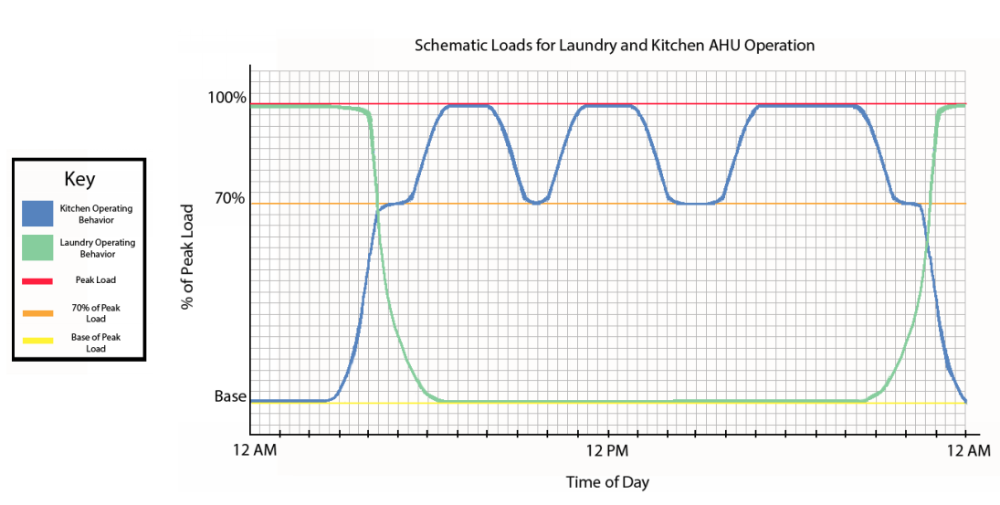 Schematic Loads for Laundry and Kitchen AHU Operation
100%
70%
Base
% of Peak Load
12 AM
12 PM
12 AM
Time of Day
Key
Kitchen Operating
Behavior
Laundry Operating
Behavior
Peak Load
70% of Peak
Load
Base of Peak
Load